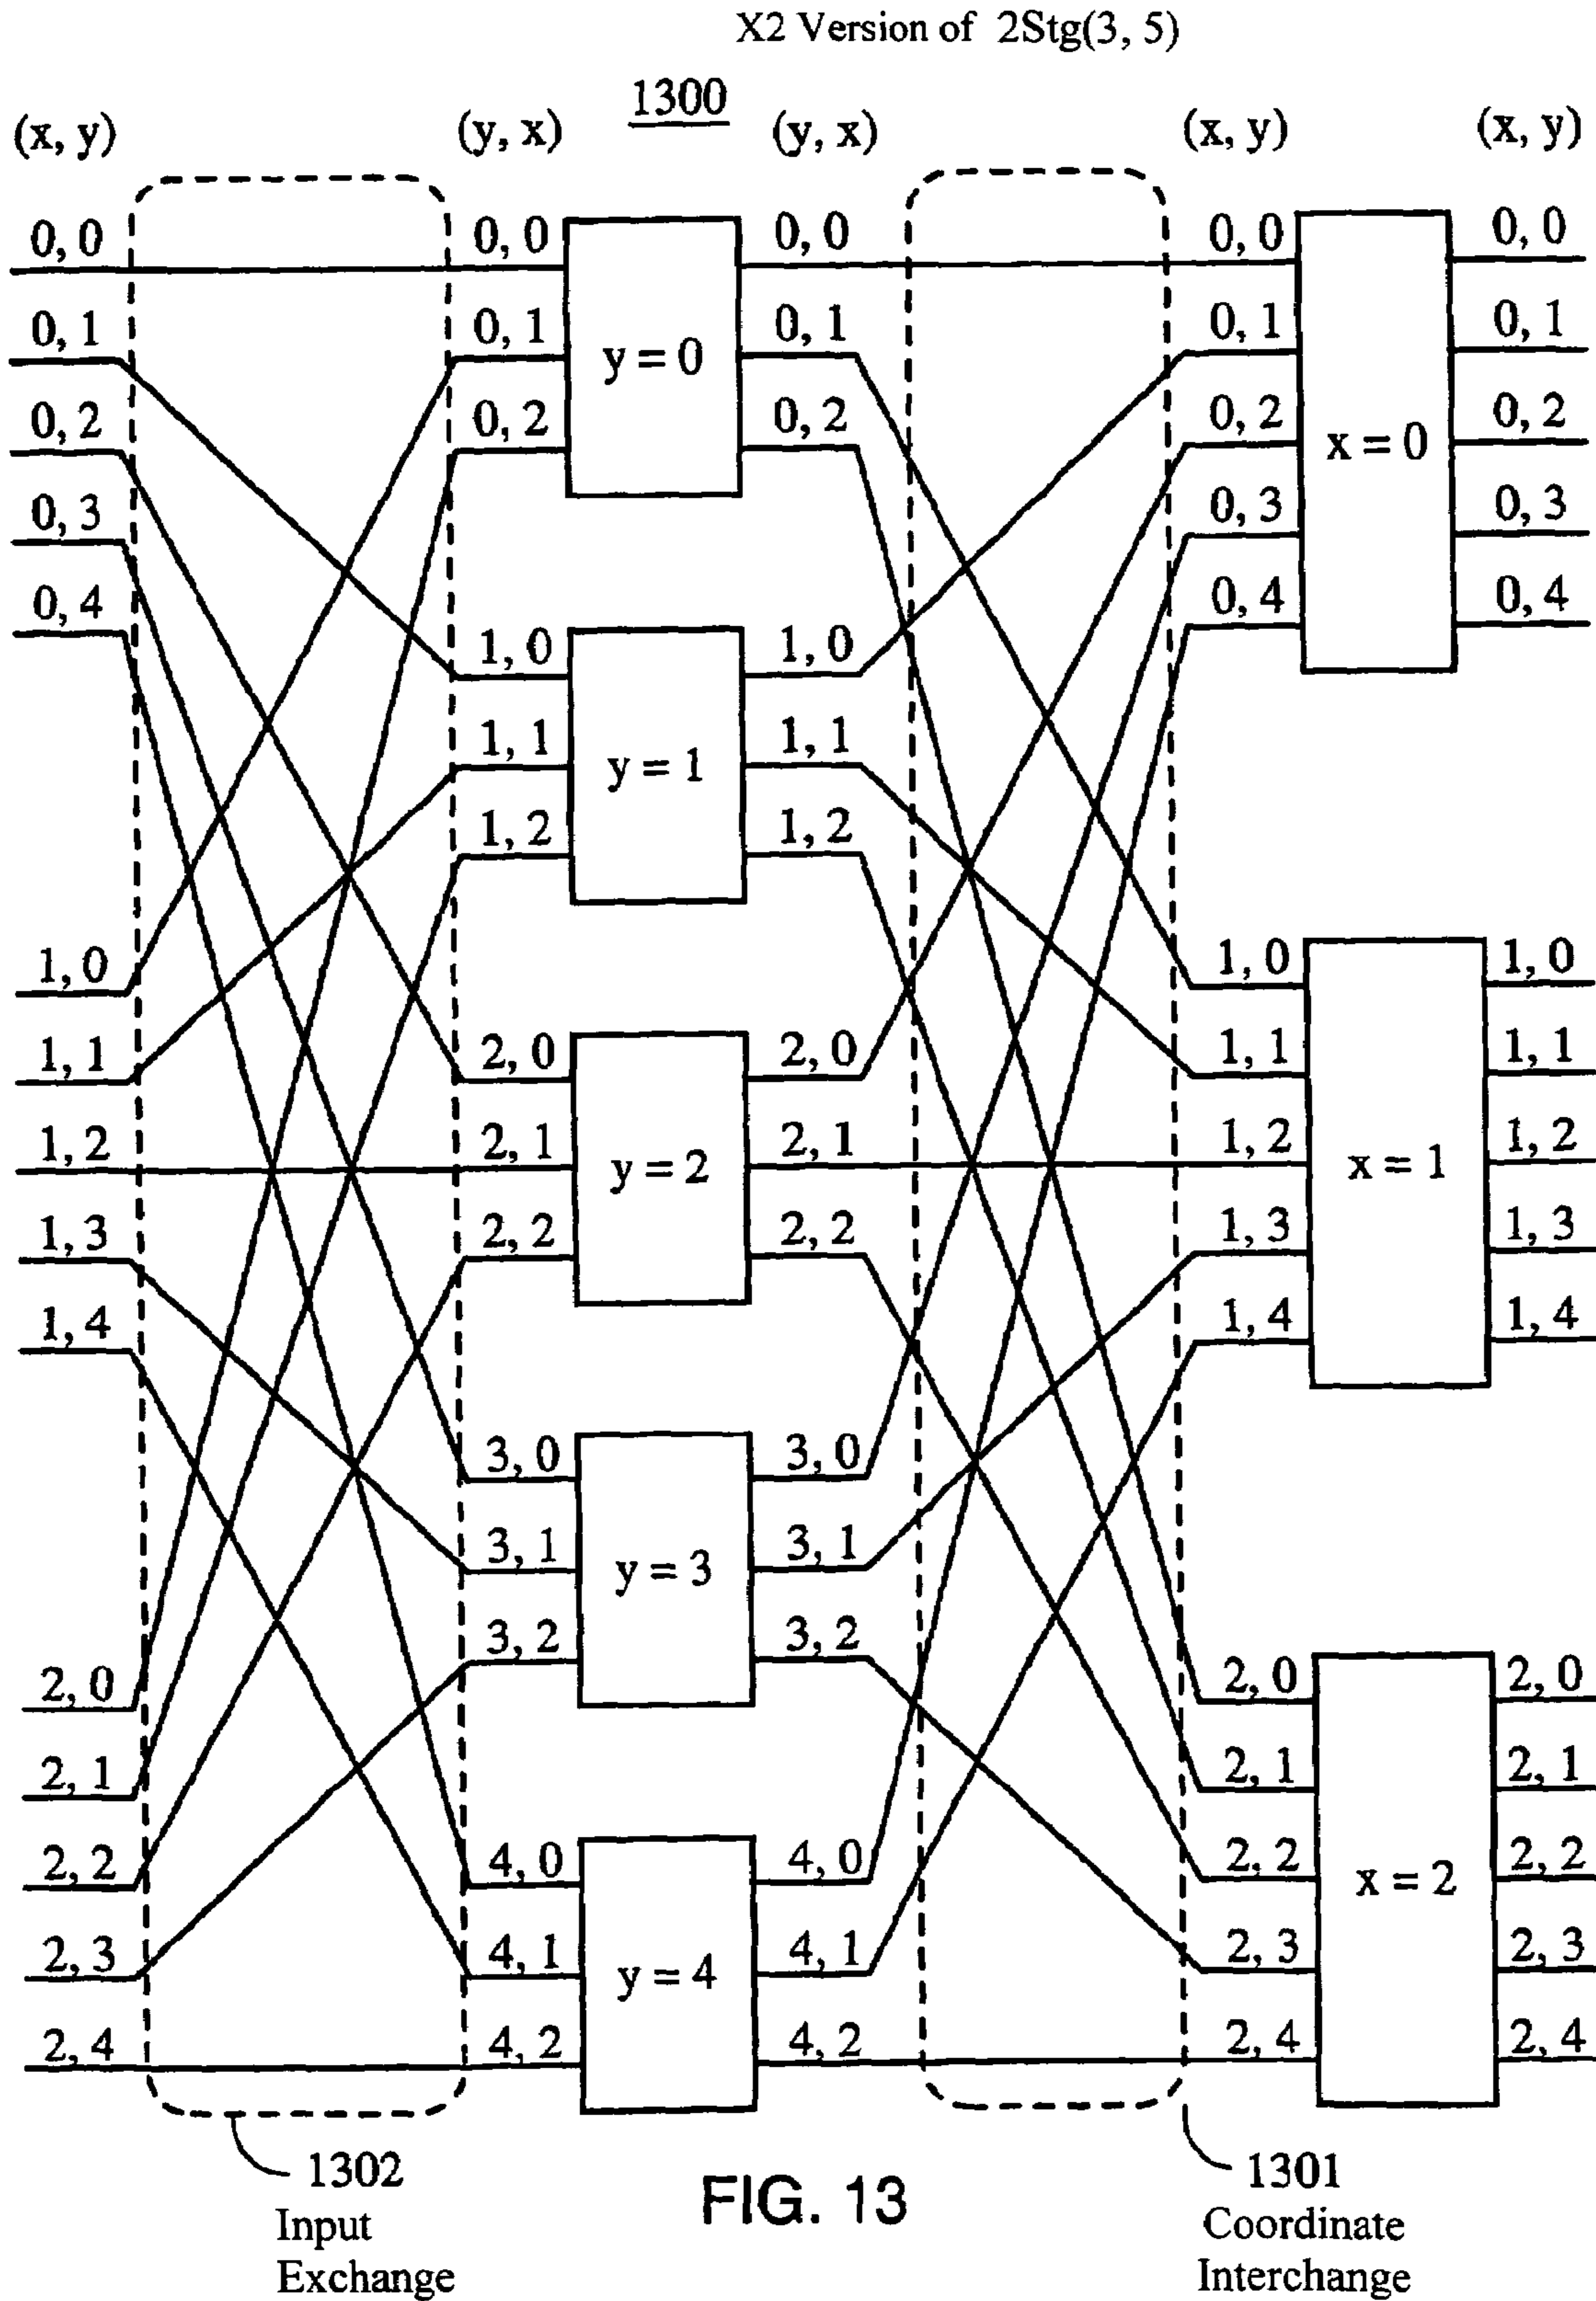 X2 Version of 2Stg(3, 5)
1300
(x, y) (y, x) (y, x) (x, y) (x, y)
0, 0 0, 0 0, 0 0, 0 0, 0
0, 1 0, 1 y = 0 0, 1 0, 1 0, 1
0, 2 0, 2 0, 2 0, 2 x = 0 0, 2
0, 3 0, 3 0, 3
0, 4 0, 4 0, 4
1, 0 1, 0
1, 1 y = 1 1, 1
1, 2 1, 2
1, 0 1, 0 1, 0
1, 1 2, 0 2, 0 1, 1 1, 1
1, 2 2, 1 y = 2 2, 1 1, 2 x = 1 1, 2
1, 3 2, 2 2, 2 1, 3 1, 3
1, 4 1, 4 1, 4
3, 0 3, 0
3, 1 y = 3 3, 1
3, 2 3, 2
2, 0 2, 0 2, 0
2, 1 2, 1 2, 1
2, 2 4, 0 4, 0 2, 2 x = 2 2, 2
2, 3 4, 1 y = 4 4, 1 2, 3 2, 3
2, 4 4, 2 4, 2 2, 4 2, 4
1302
Input
Exchange
FIG. 13
1301
Coordinate
Interchange